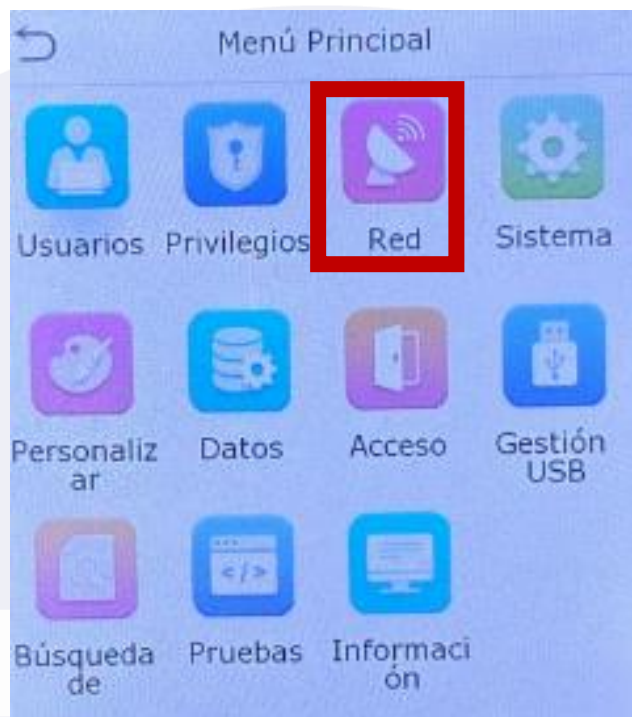 Menú Principal
Usuarios Privilegios Red Sistema
Personaliz Datos Acceso Gestión
ar USB
</>
Búsqueda Pruebas Informaci
de ón